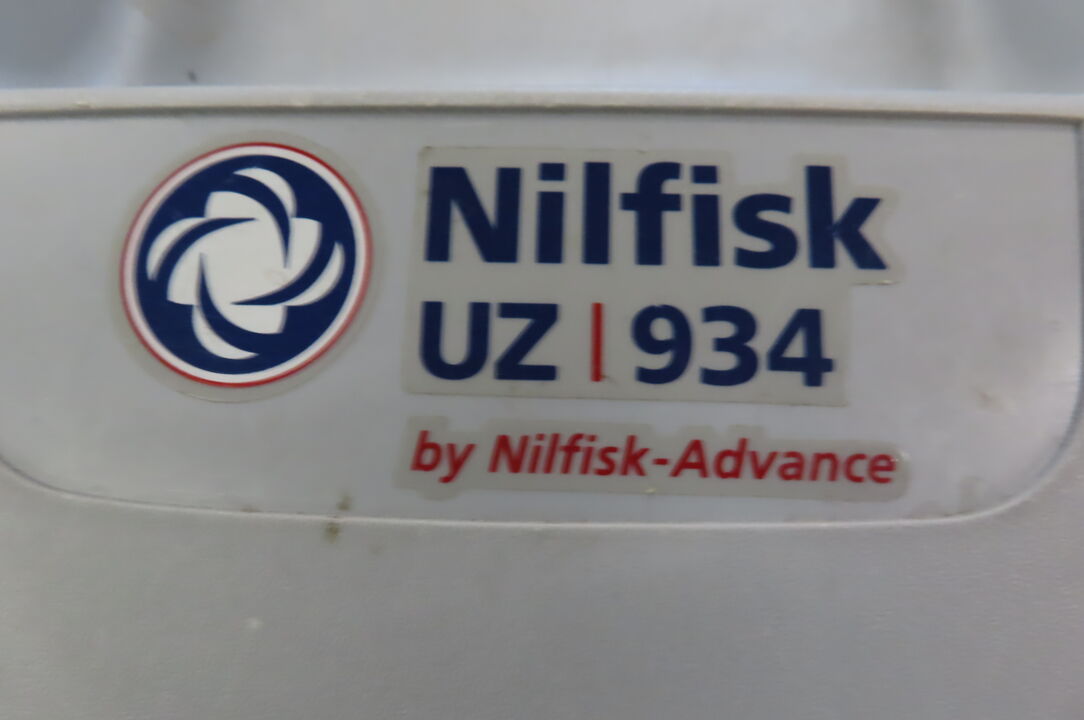 Nilfisk
UZ | 934
by Nilfisk-Advance